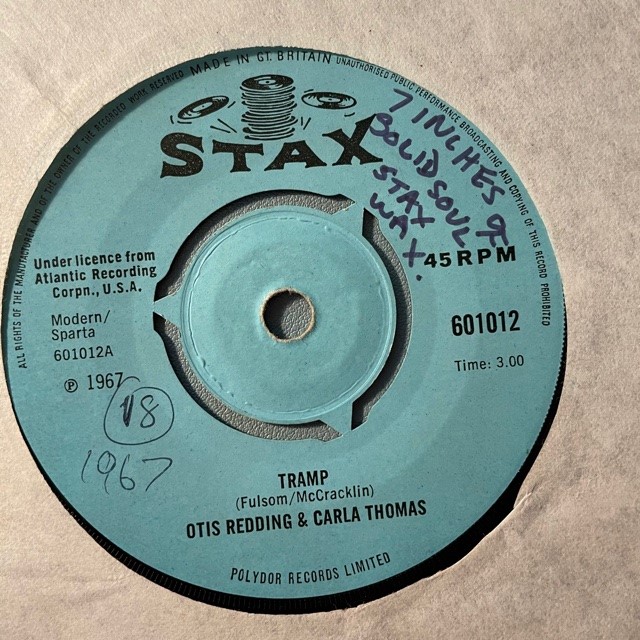 ALL RIGHTS OF THE MANUFACTURER AND OF THE OWNER OF THE RECORDED WORK RESERVED MADE IN GT. BRITAIN UNAUTHORISED PUBLIC PERFORMANCE BROADCASTING AND COPYING OF THIS RECORD PROHIBITED
STAX
7 INCHES OF
SOLID SOUL
STAX
WAX.
Under licence from
Atlantic Recording
Corpn., U.S.A.
45 RPM
Modern/
Sparta
601012A
601012
Time: 3.00
℗ 1967
18
1967
TRAMP
(Fulsom/McCracklin)
OTIS REDDING & CARLA THOMAS
POLYDOR RECORDS LIMITED